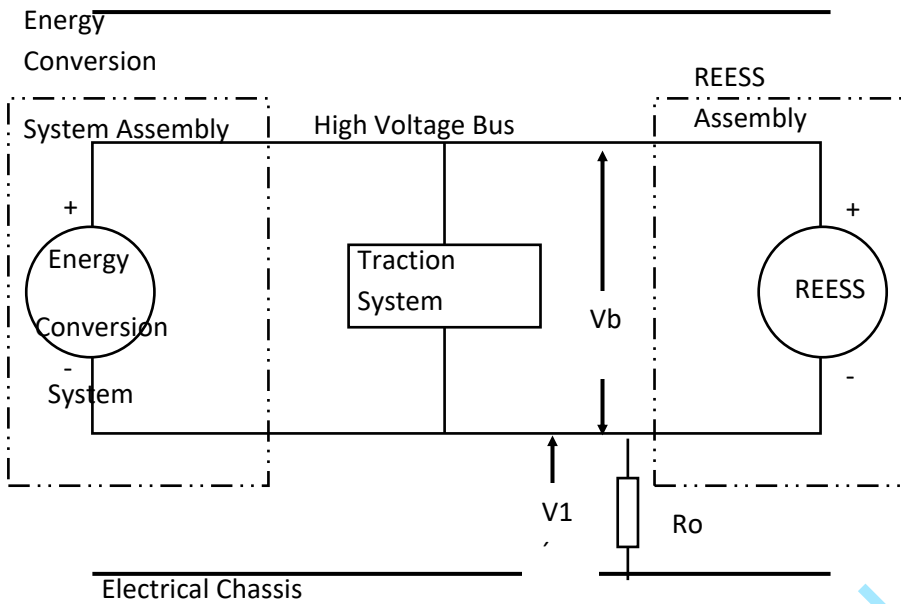 Energy
Conversion
System Assembly
REESS
Assembly
High Voltage Bus
+
+
Energy
Conversion
System
-
Traction
System
Vb
REESS
-
V1
´
Ro
Electrical Chassis